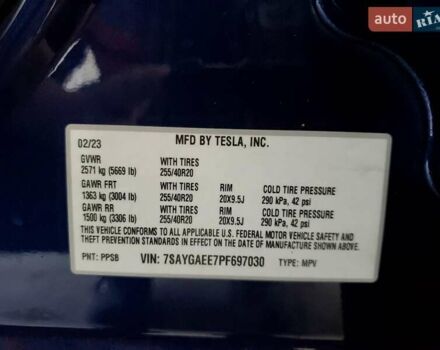 auto RIA
MFD BY TESLA, INC.
02/23
GVWR WITH TIRES
2571 kg (5669 lb) 255/40R20
GAWR FRT WITH TIRES RIM COLD TIRE PRESSURE
1363 kg (3004 lb) 255/40R20 20X9.5J 290 kPa, 42 psi
GAWR RR WITH TIRES RIM COLD TIRE PRESSURE
1500 kg (3306 lb) 255/40R20 20X9.5J 290 kPa, 42 psi
THIS VEHICLE CONFORMS TO ALL APPLICABLE U.S. FEDERAL MOTOR VEHICLE SAFETY AND
THEFT PREVENTION STANDARDS IN EFFECT ON THE DATE OF MANUFACTURE SHOWN ABOVE.
PNT: PPSB VIN: 7SAYGAEE7PF697030 TYPE: MPV